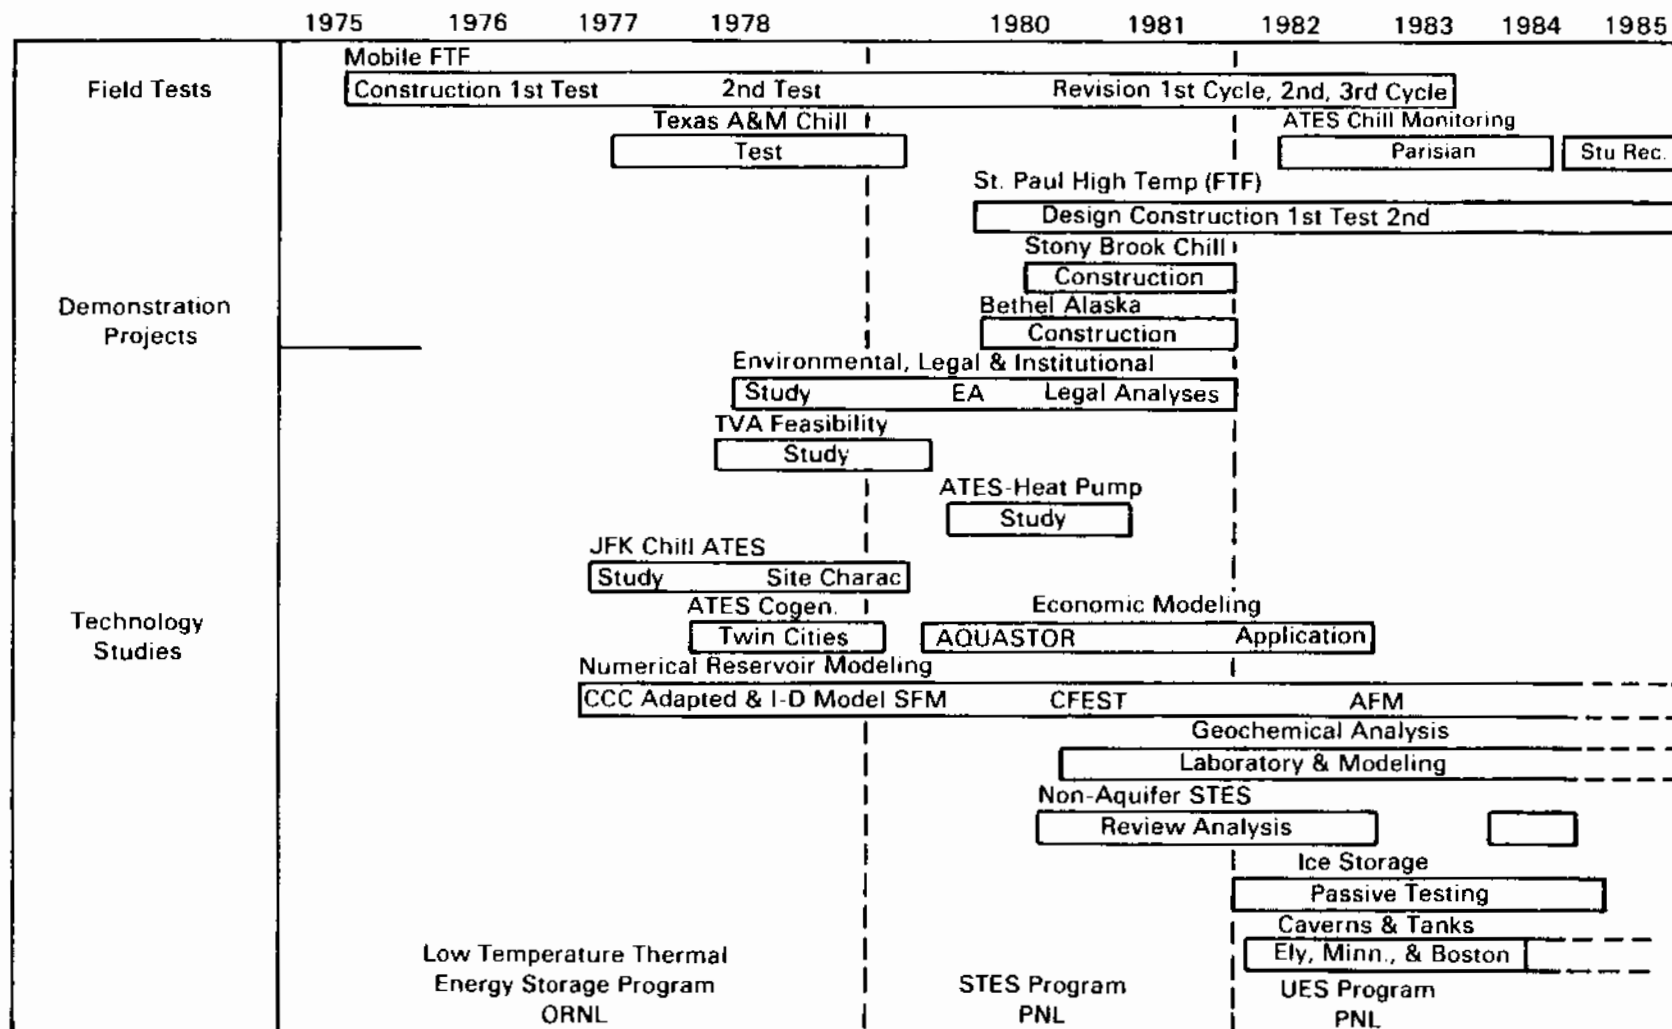 1975 1976 1977 1978 1980 1981 1982 1983 1984 1985
Mobile FTF
Field Tests
Construction 1st Test 2nd Test Revision 1st Cycle, 2nd, 3rd Cycle
Texas A&M Chill ATES Chill Monitoring
Test Parisian Stu Rec.
St. Paul High Temp (FTF)
Design Construction 1st Test 2nd
Stony Brook Chill
Construction
Demonstration
Projects
Bethel Alaska
Construction
Environmental, Legal & Institutional
Study EA Legal Analyses
TVA Feasibility
Study
ATES-Heat Pump
Study
JFK Chill ATES
Study Site Charac
Technology
Studies
ATES Cogen. Economic Modeling
Twin Cities AQUASTOR Application
Numerical Reservoir Modeling
CCC Adapted & I-D Model SFM CFEST AFM
Geochemical Analysis
Laboratory & Modeling
Non-Aquifer STES
Review Analysis
Ice Storage
Passive Testing
Caverns & Tanks
Ely, Minn., & Boston
Low Temperature Thermal
Energy Storage Program
ORNL
STES Program
PNL
UES Program
PNL